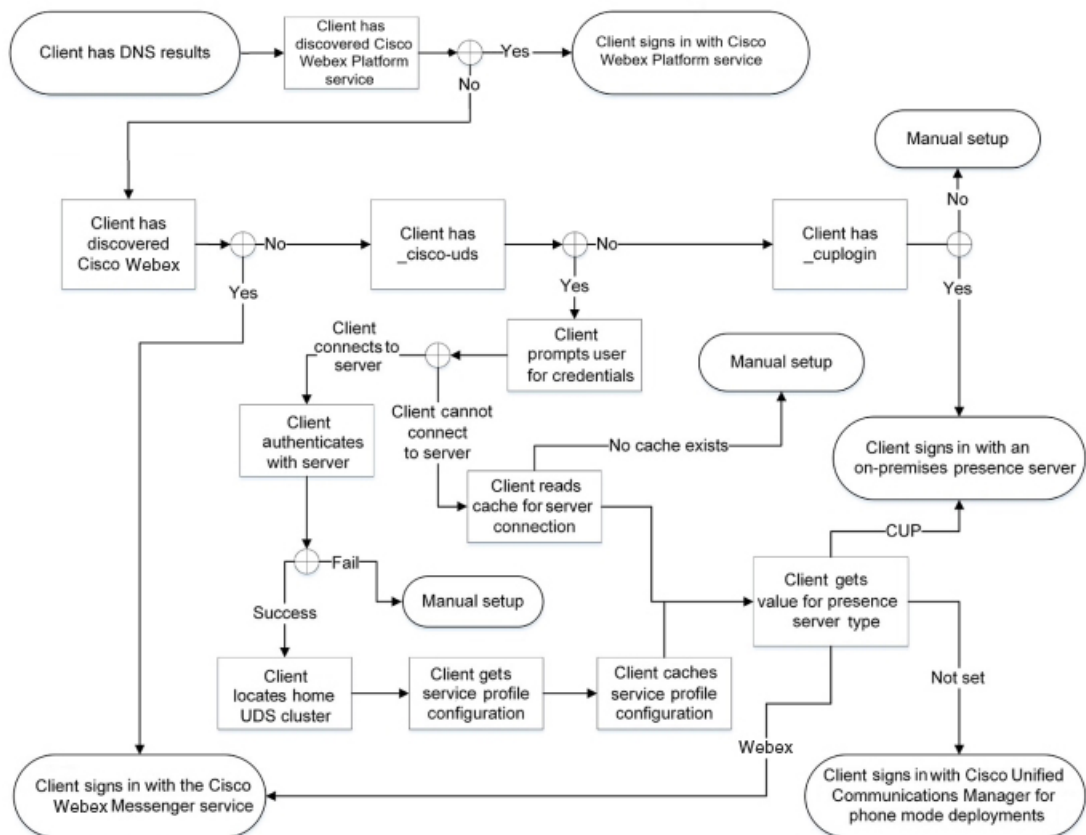 Client has DNS results
Client has
discovered Cisco
Webex Platform
service
Yes
Client signs in with Cisco
Webex Platform service
No
Manual setup
No
Client has
discovered
Cisco Webex
No
Client has
_cisco-uds
No
Client has
_cuplogin
Yes
Yes
Yes
Client
connects to
server
Client
prompts user
for credentials
Manual setup
Client
authenticates
with server
Client cannot
connect
to server
No cache exists
Client signs in with an
on-premises presence server
Client reads
cache for server
connection
CUP
Fail
Client gets
value for presence
server type
Manual setup
Success
Client
locates home
UDS cluster
Client gets
service profile
configuration
Client caches
service profile
configuration
Not set
Webex
Client signs in with the Cisco
Webex Messenger service
Client signs in with Cisco Unified
Communications Manager for
phone mode deployments